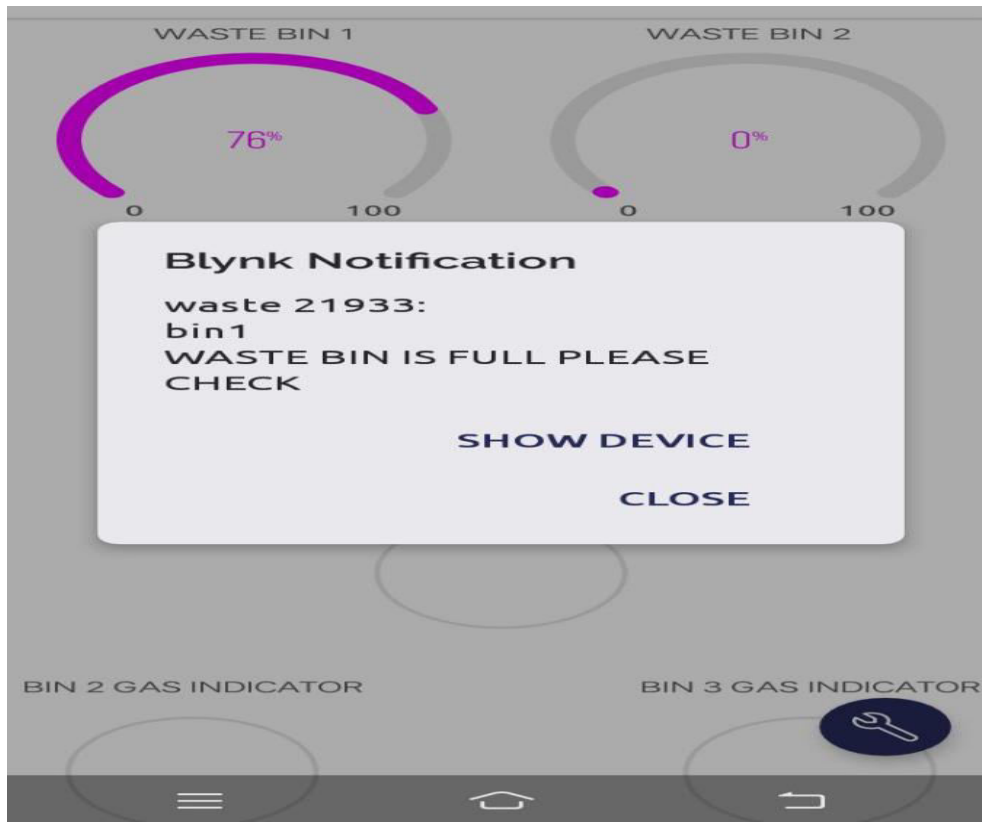 WASTE BIN 1
WASTE BIN 2
76%
0%
0
100
0
100
Blynk Notification
waste 21933:
bin1
WASTE BIN IS FULL PLEASE
CHECK
SHOW DEVICE
CLOSE
BIN 2 GAS INDICATOR
BIN 3 GAS INDICATOR